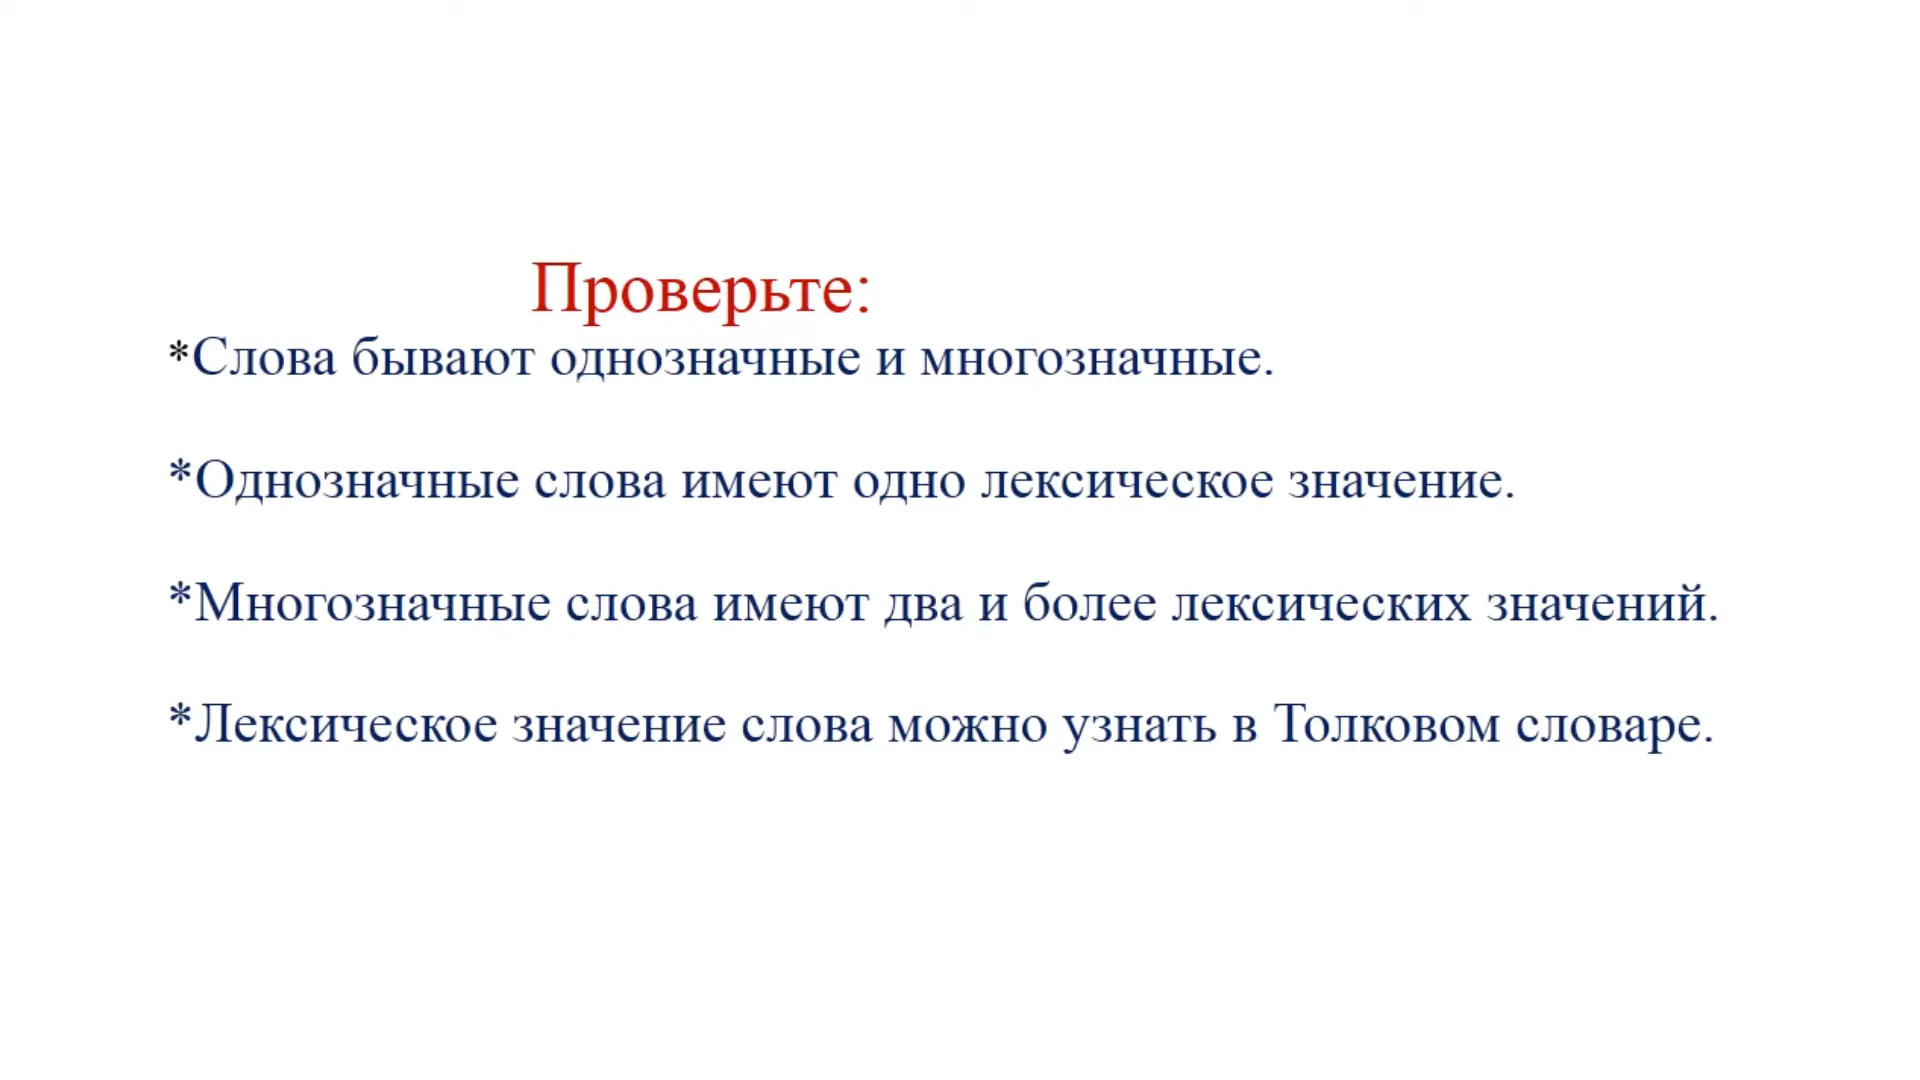 Проверьте:
*Слова бывают однозначные и многозначные.
*Однозначные слова имеют одно лексическое значение.
*Многозначные слова имеют два и более лексических значений.
*Лексическое значение слова можно узнать в Толковом словаре.